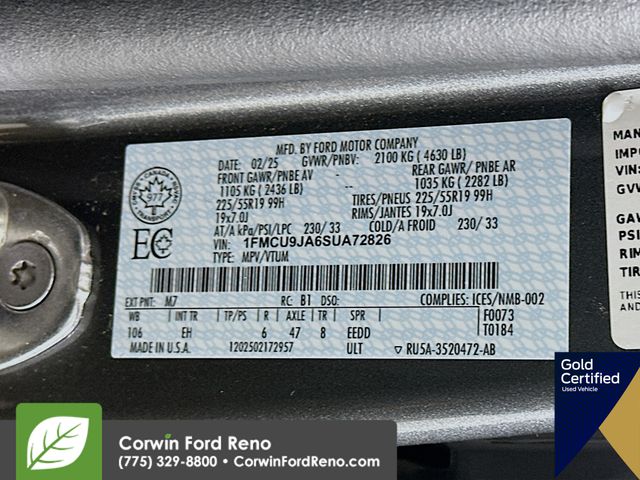 MFD. BY FORD MOTOR COMPANY
DATE: 02/25 GVWR/PNBV: 2100 KG ( 4630 LB)
FRONT GAWR/PNBE AV REAR GAWR/ PNBE AR
1105 KG ( 2436 LB) -- 1035 KG ( 2282 LB)
225/55R19 99H TIRES/PNEUS 225/55R19 99H
19x7.0J RIMS/JANTES 19x7.0J
AT/A kPa/PSI/LPC 230/ 33 COLD/A FROID 230/ 33
VIN: 1FMCU9JA6SUA72826
TYPE: MPV/VTUM
EXT PNT: M7 RC: B1 DSO: COMPLIES: ICES/NMB-002
WB TP/PS R AXLE TR SPR F0073
106 EH 6 47 8 EEDD T0184
MADE IN U.S.A. 1202502172957 ULT RU5A-3520472-AB
CANADA
977
EC
MAN
IMPO
VIN:
GVW
PSI
RIM
TIR
THIS
AND
Gold
Certified
Used Vehicle
Corwin Ford Reno
(775) 329-8800 • CorwinFordReno.com